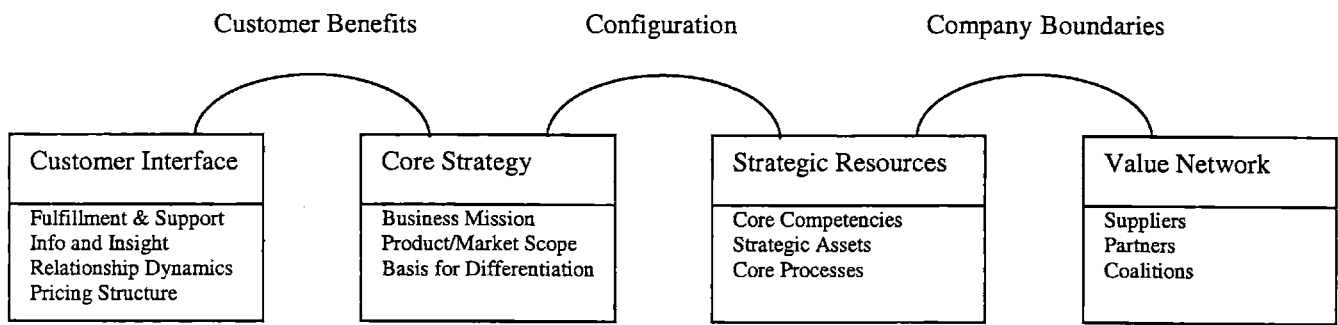 Customer Benefits
Configuration
Company Boundaries
Customer Interface
Fulfillment & Support
Info and Insight
Relationship Dynamics
Pricing Structure
Core Strategy
Business Mission
Product/Market Scope
Basis for Differentiation
Strategic Resources
Core Competencies
Strategic Assets
Core Processes
Value Network
Suppliers
Partners
Coalitions